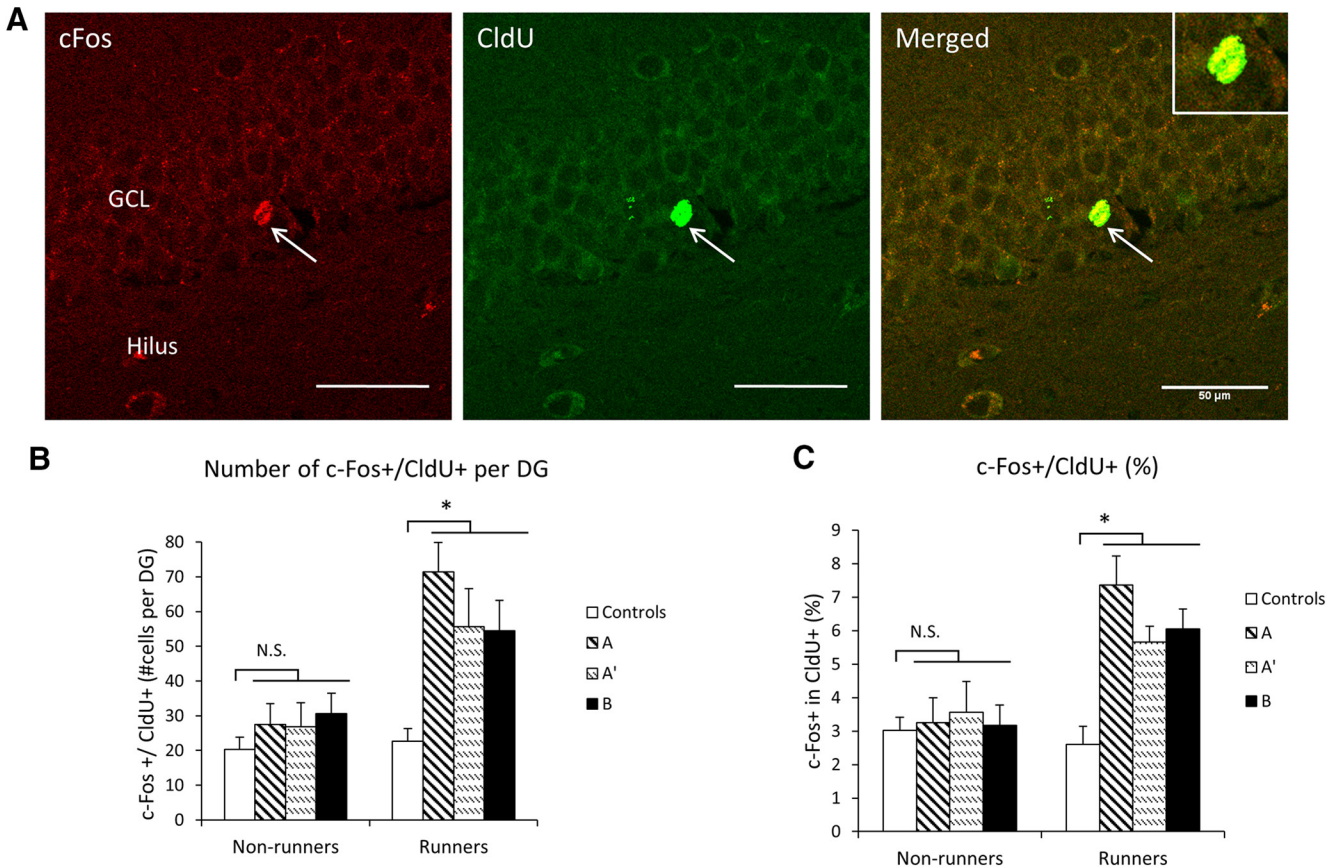 A
cFos
CldU
Merged
GCL
Hilus
50 µm
B
Number of c-Fos+/CldU+ per DG
c-Fos +/ CldU+ (#cells per DG)
80
70
60
50
40
30
20
10
0
N.S.
*
Non-runners
Runners
Controls
A
A'
B
C
c-Fos+/CldU+ (%)
c-Fos+ in CldU+ (%)
9
8
7
6
5
4
3
2
1
0
N.S.
*
Non-runners
Runners
Controls
A
A'
B